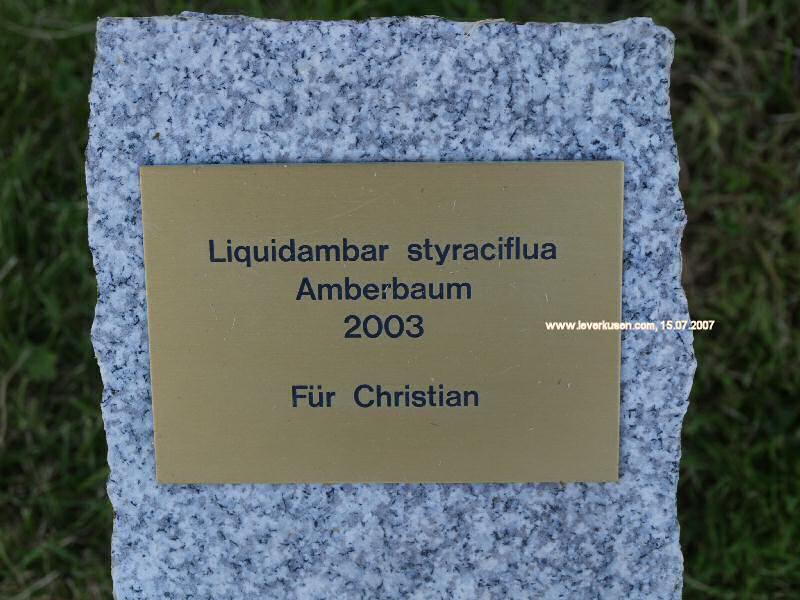 Liquidambar styraciflua
Amberbaum
2003
www.leverkusen.com, 15.07.2007
Für Christian